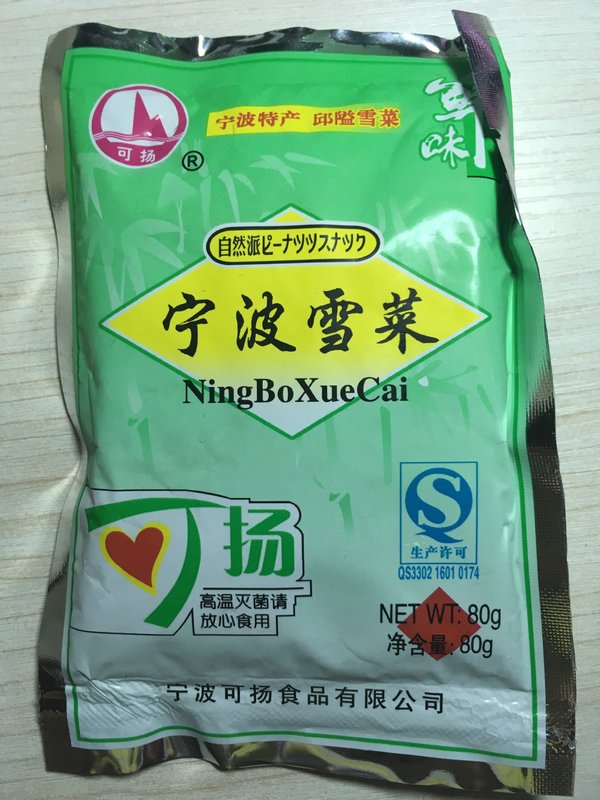 可扬
®
宁波特产 邱隘雪菜
鱼味
自然派ピーナツツスナツク
宁波雪菜
NingBoXueCai
可扬
高温灭菌请
放心食用
S
生产许可
QS3302 1601 0174
NET WT: 80g
净含量: 80g
宁波可扬食品有限公司